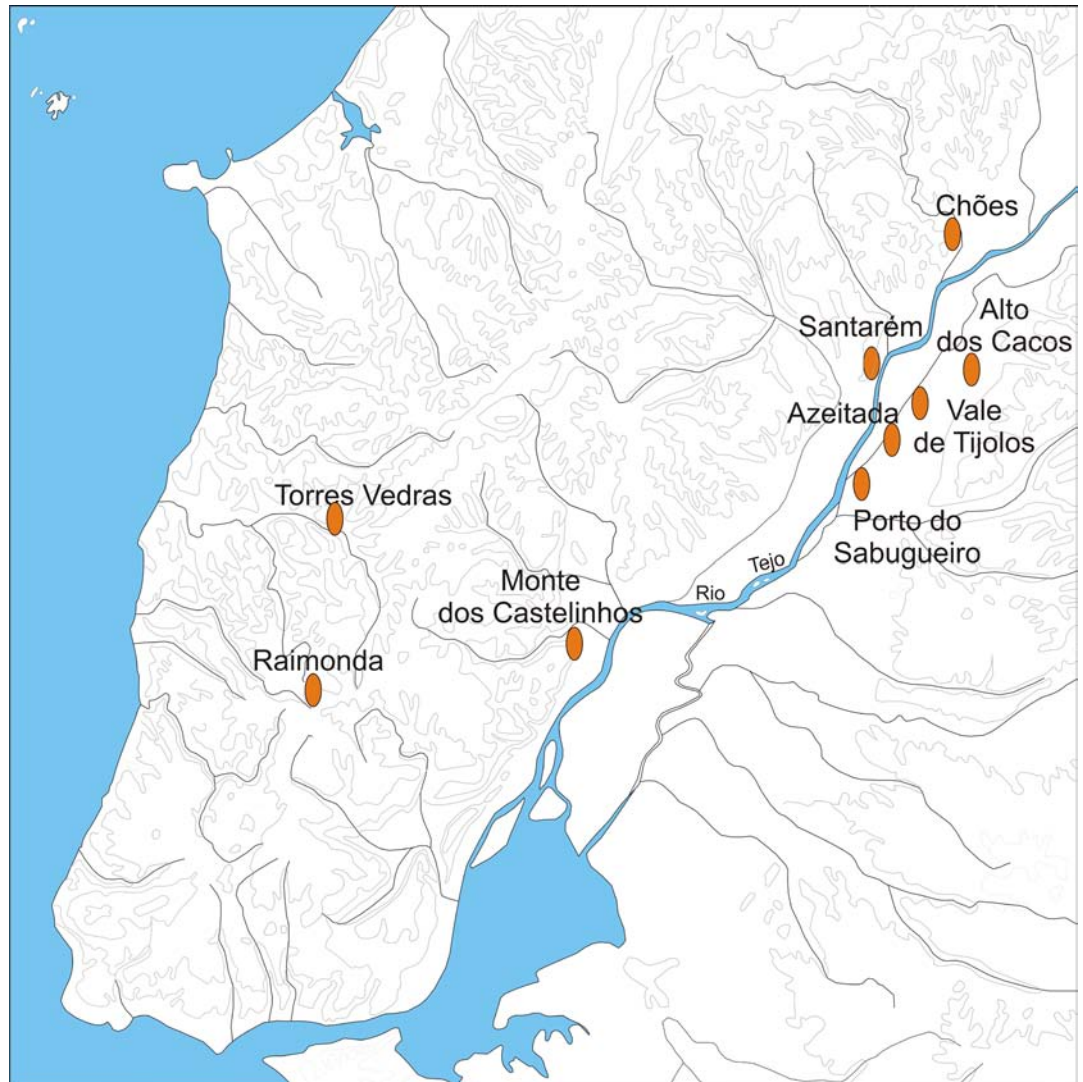 Chões
Alto
dos Cacos
Santarém
Azeitada
Vale
de Tijolos
Torres Vedras
Porto do
Sabugueiro
Monte
dos Castelinhos
Rio
Tejo
Raimonda